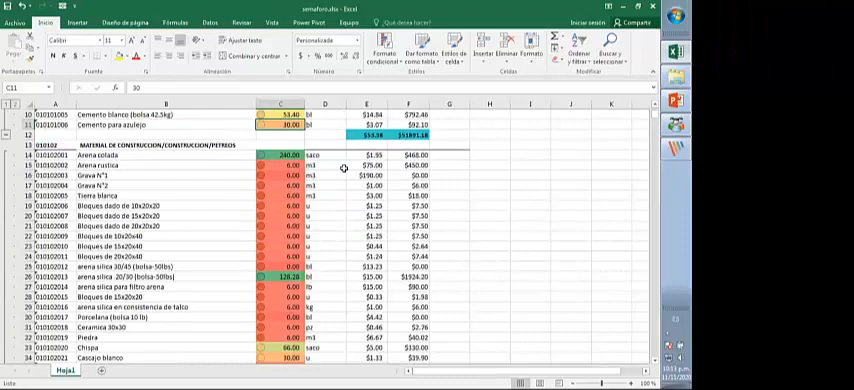 semaforo.xlsx - Excel
Archivo Inicio Insertar Diseño de página Fórmulas Datos Revisar Vista Power Pivot Equipo ¿Qué desea hacer? Iniciar sesión Compartir
Calibri 11 Ajustar texto Personalizada
Pegar N K S Combinar y centrar $ % Formato condicional Dar formato como tabla Estilos de celda Insertar Eliminar Formato Ordenar y filtrar Buscar y seleccionar
Portapapeles Fuente Alineación Número Estilos Celdas Modificar
C11 fx 30
1 2 A B C D E F G H I J K L
10 010101005 Cemento blanco (bolsa 42.5kg) 53.40 bl $14.84 $792.46
11 010101006 Cemento para azulejo 30.00 bl $3.07 $92.10
12
13 010102 MATERIAL DE CONSTRUCCION/CONSTRUCCION/PETREOS
14 010102001 Arena colada 240.00 saco $1.95 $468.00
15 010102002 Arena rustica 6.00 m3 $75.00 $450.00
16 010102003 Grava N°1 0.00 m3 $190.00 $0.00
17 010102004 Grava N°2 6.00 m3 $1.00 $6.00
18 010102005 Tierra blanca 6.00 m3 $3.00 $18.00
19 010102006 Bloques dado de 10x20x20 6.00 u $1.25 $7.50
20 010102007 Bloques dado de 15x20x20 6.00 u $1.25 $7.50
21 010102008 Bloques dado de 20x20x20 6.00 u $1.25 $7.50
22 010102009 Bloques de 10x20x40 6.00 u $1.25 $7.50
23 010102010 Bloques de 15x20x40 6.00 u $0.44 $2.64
24 010102011 Bloques de 20x20x40 6.00 u $1.24 $7.44
25 010102012 arena silica 30/45 (bolsa-50lbs) 0.00 bl $13.23 $0.00
26 010102013 arena silica 20/30 (bolsa-50lbs) 128.28 bl $15.00 $1924.20
27 010102014 arena silica para filtro arena 6.00 lb $15.00 $90.00
28 010102015 Bloques de 15x20x20 6.00 u $0.33 $1.98
29 010102016 arena silica en consistencia de talco 6.00 kg $1.00 $6.00
30 010102017 Porcelana (bolsa 10 lb) 0.00 bl $4.42 $0.00
31 010102018 Ceramica 30x30 6.00 pz $0.46 $2.76
32 010102019 Piedra 6.00 m3 $6.67 $40.02
33 010102020 Chispa 66.00 saco $5.00 $330.00
34 010102021 Cascajo blanco 30.00 u $1.33 $39.90
Hoja1
Listo 100 %
10:13 p.m.